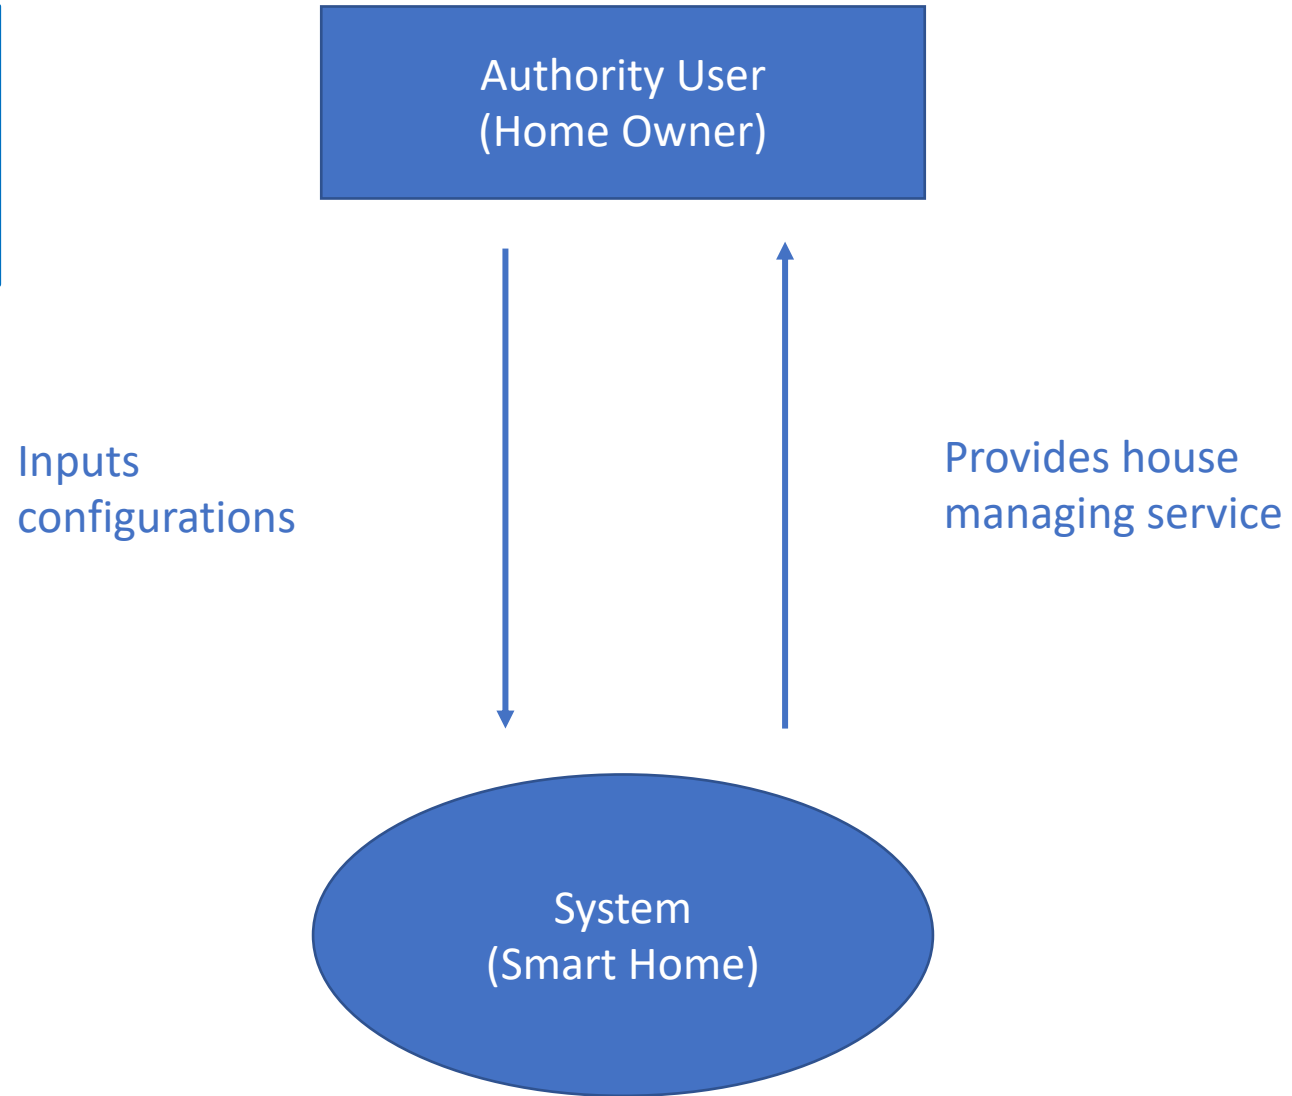 Authority User
(Home Owner)
Inputs
configurations
Provides house
managing service
System
(Smart Home)